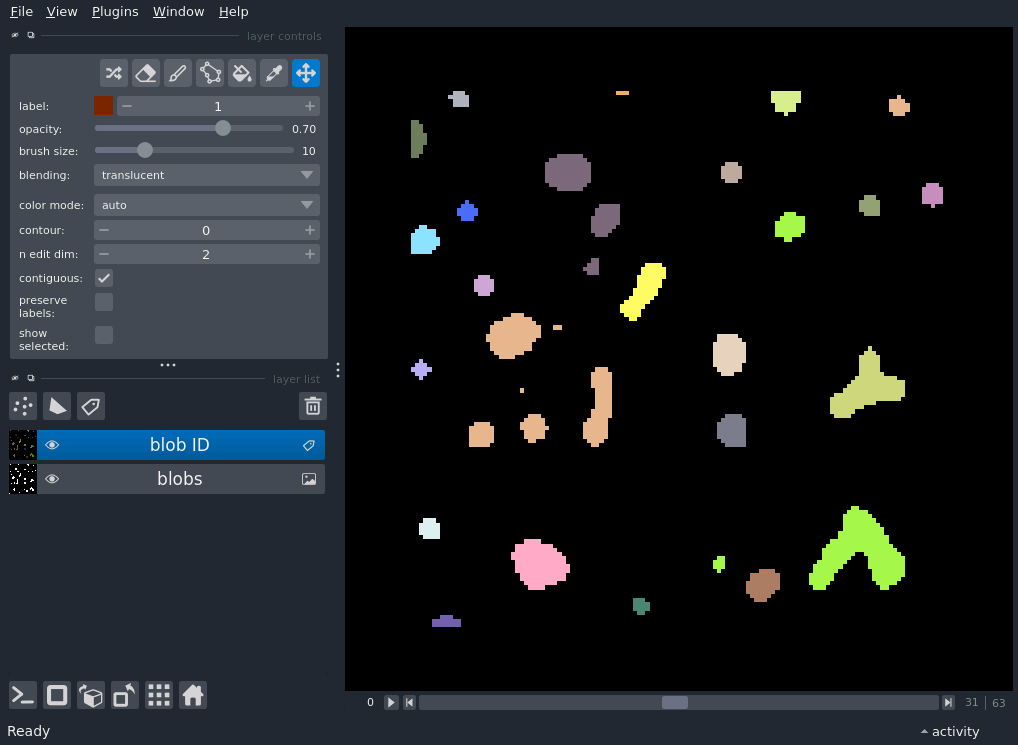 File View Plugins Window Help
layer controls
label: 1
opacity: 0.70
brush size: 10
blending: translucent
color mode: auto
contour: 0
n edit dim: 2
contiguous:
preserve
labels:
show
selected:
layer list
blob ID
blobs
0 31 63
Ready activity